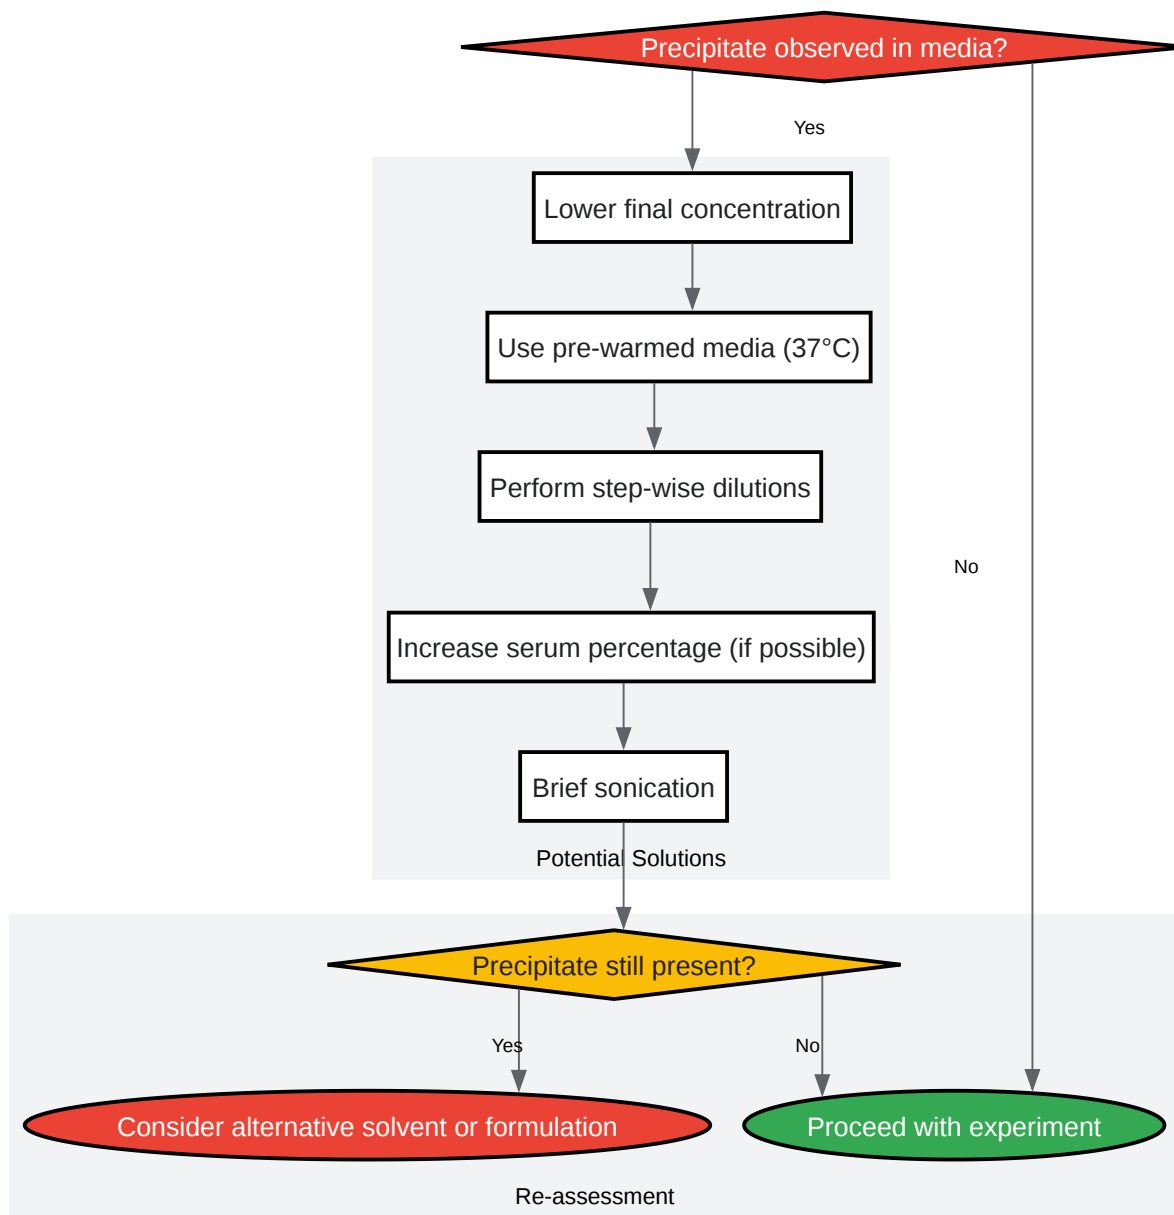 Precipitate observed in media?
Yes
Lower final concentration
Use pre-warmed media (37°C)
Perform step-wise dilutions
No
Increase serum percentage (if possible)
Brief sonication
Potential Solutions
Precipitate still present?
Yes
No
Consider alternative solvent or formulation
Proceed with experiment
Re-assessment